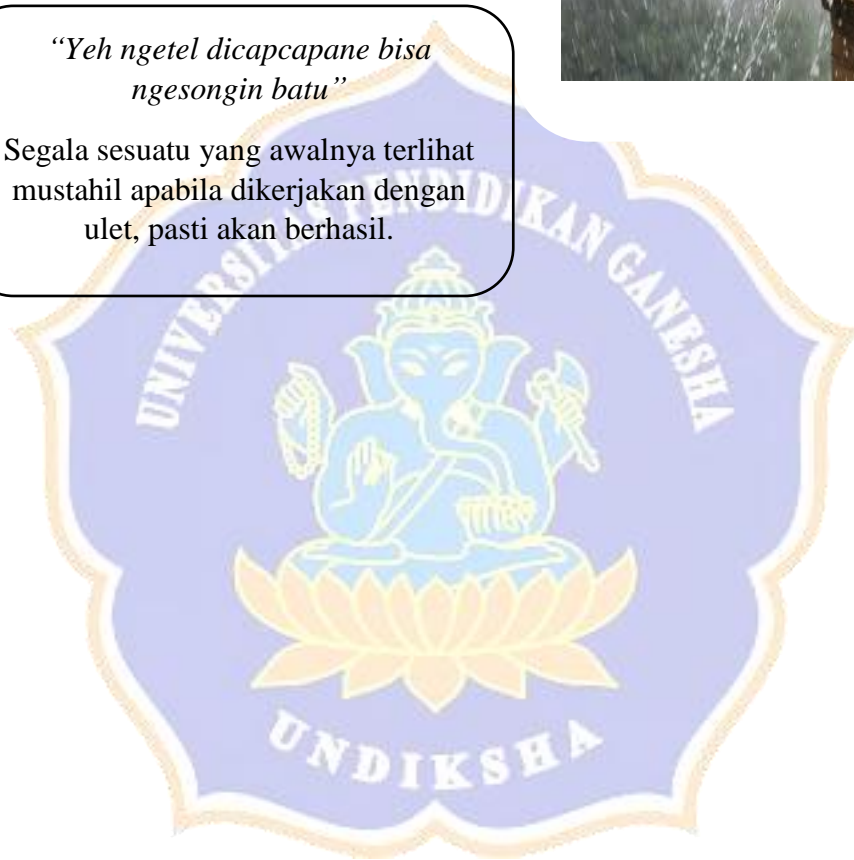 “Yeh ngetel dicapcapane bisa
ngesongin batu”
Segala sesuatu yang awalnya terlihat
mustahil apabila dikerjakan dengan
ulet, pasti akan berhasil.
UNIVERSITAS PENDIDIKAN GANESHA
UNDIKSHA